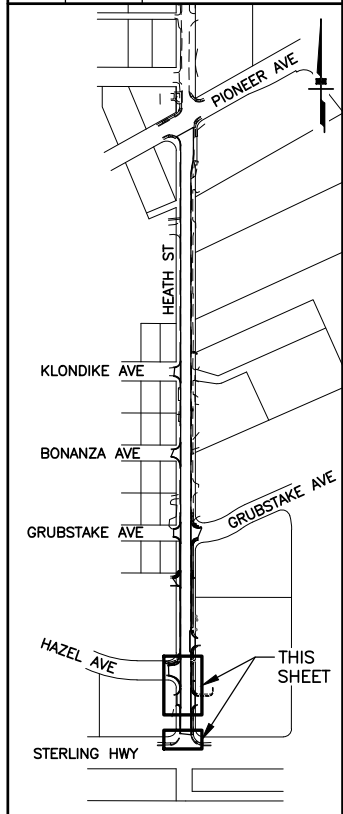 PIONEER AVE
HEATH ST
KLONDIKE AVE
BONANZA AVE
GRUBSTAKE AVE
GRUBSTAKE AVE
HAZEL AVE
THIS
SHEET
STERLING HWY